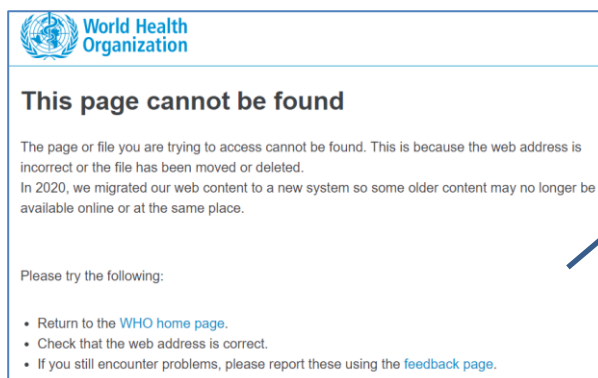 World Health
Organization
This page cannot be found
The page or file you are trying to access cannot be found. This is because the web address is
incorrect or the file has been moved or deleted.
In 2020, we migrated our web content to a new system so some older content may no longer be
available online or at the same place.
Please try the following:
• Return to the WHO home page.
• Check that the web address is correct.
• If you still encounter problems, please report these using the feedback page.